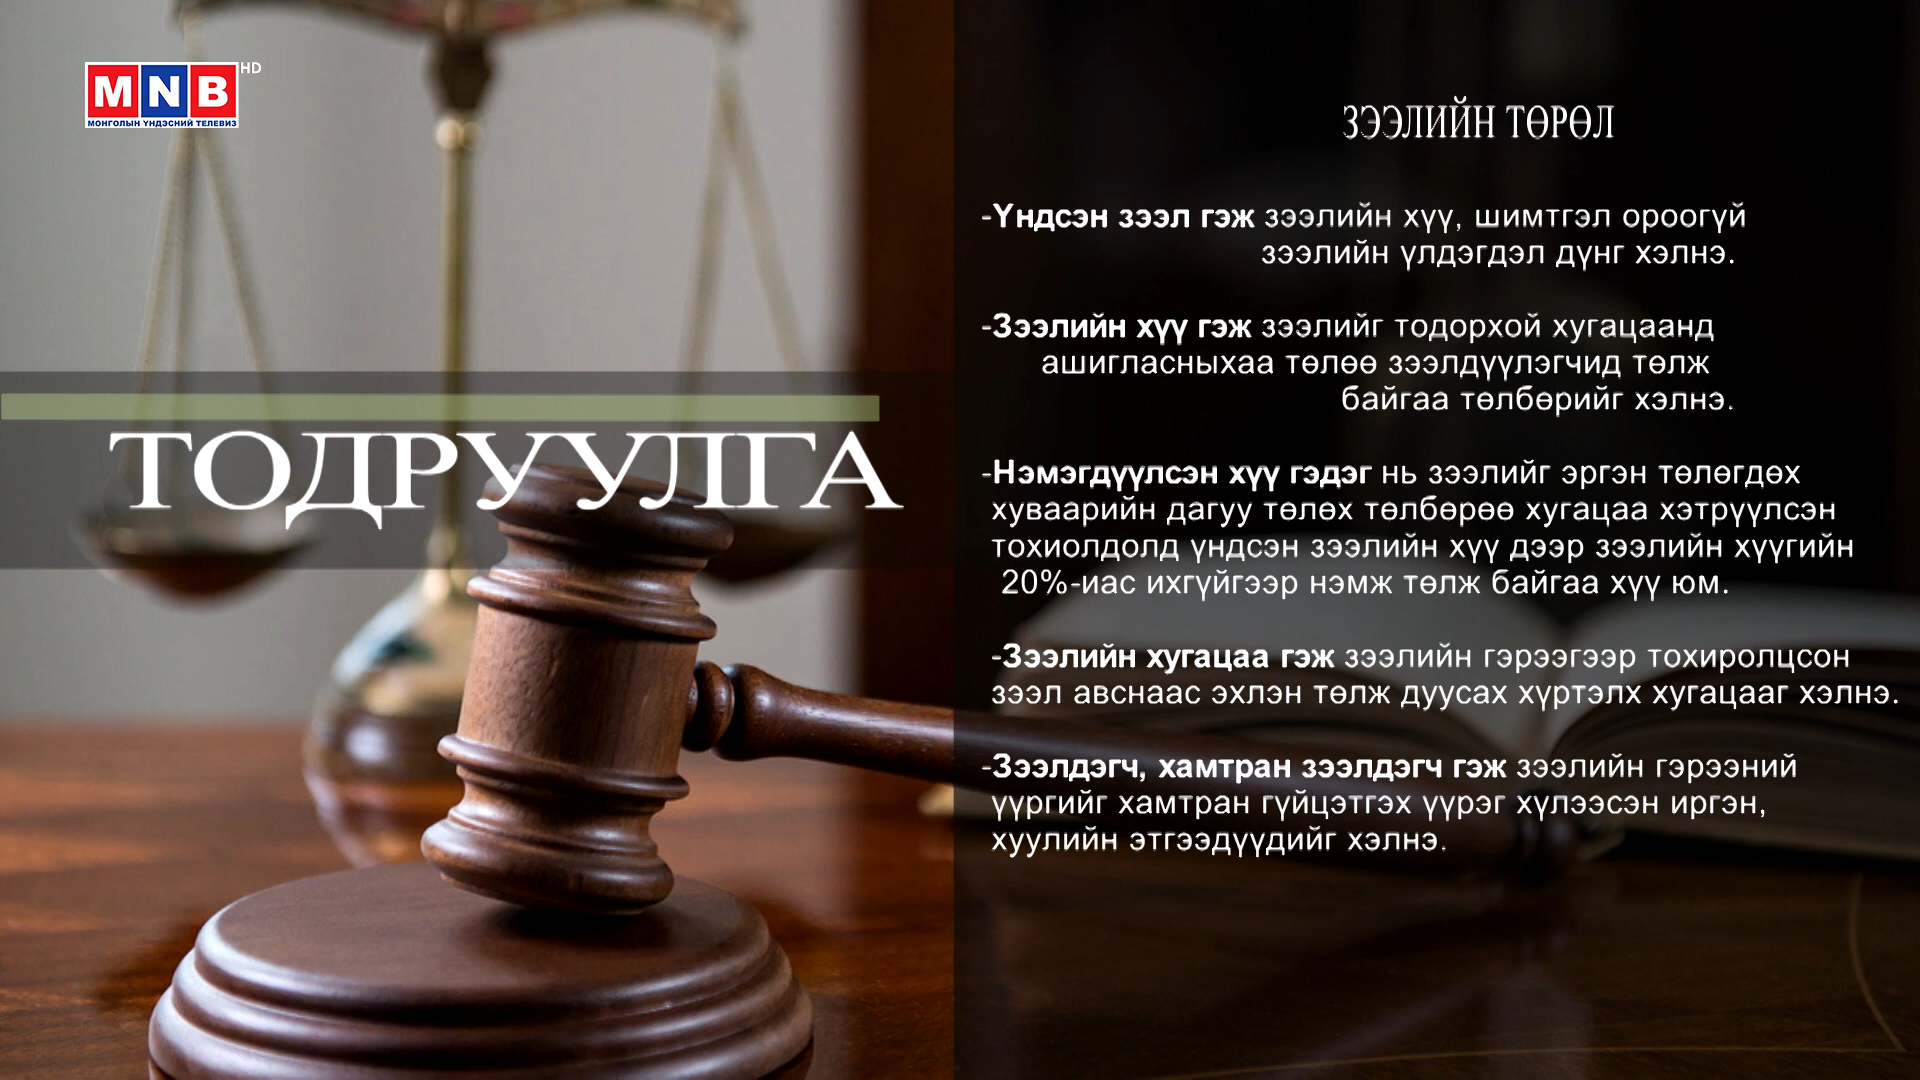 MNB HD
МОНГОЛЫН ҮНДЭСНИЙ ТЕЛЕВИЗ
ТОДРУУЛГА
ЗЭЭЛИЙН ТӨРӨЛ
-Үндсэн зээл гэж зээлийн хүү, шимтгэл ороогүй
зээлийн үлдэгдэл дүнг хэлнэ.
-Зээлийн хүү гэж зээлийг тодорхой хугацаанд
ашигласныхаа төлөө зээлдүүлэгчид төлж
байгаа төлбөрийг хэлнэ.
-Нэмэгдүүлсэн хүү гэдэг нь зээлийг эргэн төлөгдөх
хуваарийн дагуу төлөх төлбөрөө хугацаа хэтрүүлсэн
тохиолдолд үндсэн зээлийн хүү дээр зээлийн хүүгийн
20%-иас ихгүйгээр нэмж төлж байгаа хүү юм.
-Зээлийн хугацаа гэж зээлийн гэрээгээр тохиролцсон
зээл авснаас эхлэн төлж дуусах хүртэлх хугацааг хэлнэ.
-Зээлдэгч, хамтран зээлдэгч гэж зээлийн гэрээний
үүргийг хамтран гүйцэтгэх үүрэг хүлээсэн иргэн,
хуулийн этгээдүүдийг хэлнэ.